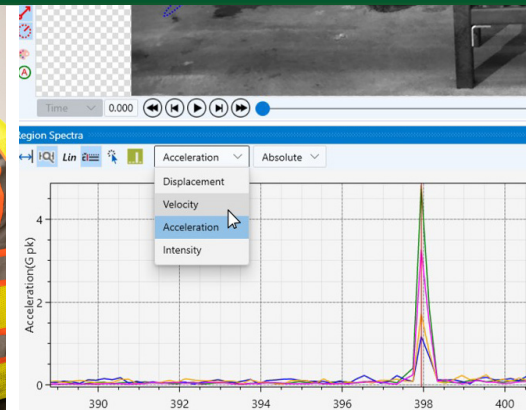 A
Time
0.000
Region Spectra
Lin
Acceleration
Absolute
Displacement
Velocity
Acceleration
Intensity
Acceleration(G pk)
4
2
0
390 392 394 396 398 400